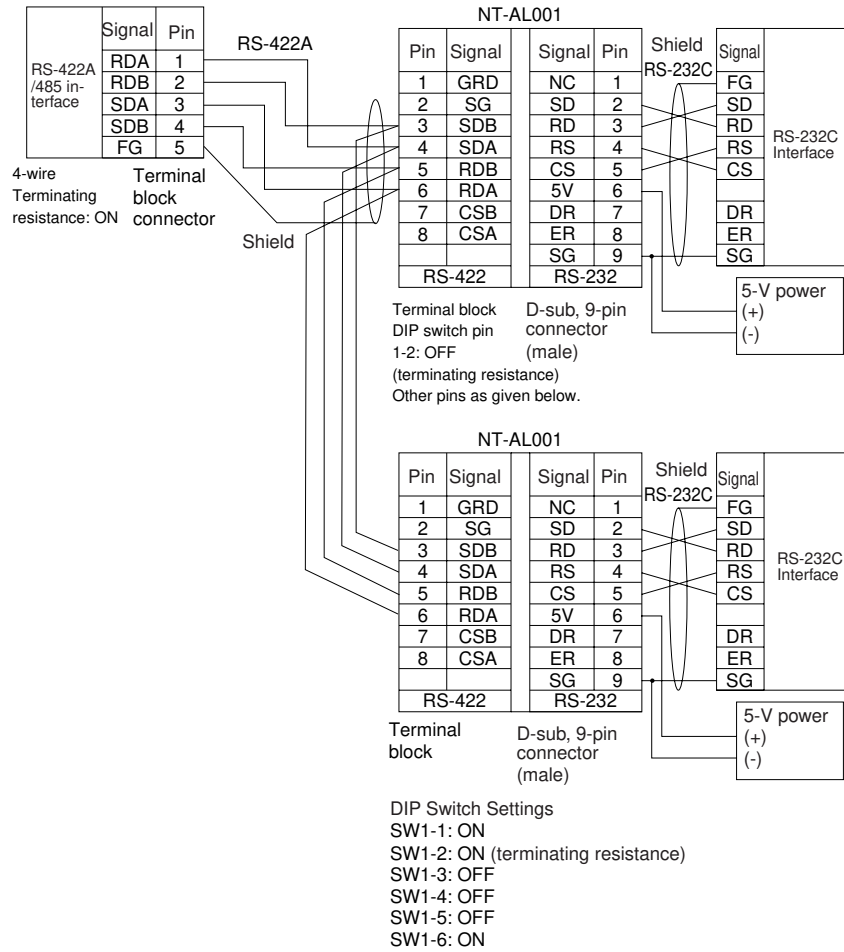 NT-AL001
Signal Pin
RS-422A
/485 in-
terface
RDA 1
RDB 2
SDA 3
SDB 4
FG 5
RS-422A
4-wire
Terminating
resistance: ON
Terminal
block
connector
Shield
Pin Signal Signal Pin
1 GRD NC 1
2 SG SD 2
3 SDB RD 3
4 SDA RS 4
5 RDB CS 5
6 RDA 5V 6
7 CSB DR 7
8 CSA ER 8
SG 9
RS-422 RS-232
Shield
RS-232C
Signal
FG
SD
RD
RS
CS
DR
ER
SG
RS-232C
Interface
5-V power
(+)
(-)
Terminal block
DIP switch pin
1-2: OFF
(terminating resistance)
Other pins as given below.
D-sub, 9-pin
connector
(male)
NT-AL001
Pin Signal Signal Pin
1 GRD NC 1
2 SG SD 2
3 SDB RD 3
4 SDA RS 4
5 RDB CS 5
6 RDA 5V 6
7 CSB DR 7
8 CSA ER 8
SG 9
RS-422 RS-232
Shield
RS-232C
Signal
FG
SD
RD
RS
CS
DR
ER
SG
RS-232C
Interface
5-V power
(+)
(-)
Terminal
block
D-sub, 9-pin
connector
(male)
DIP Switch Settings
SW1-1: ON
SW1-2: ON (terminating resistance)
SW1-3: OFF
SW1-4: OFF
SW1-5: OFF
SW1-6: ON